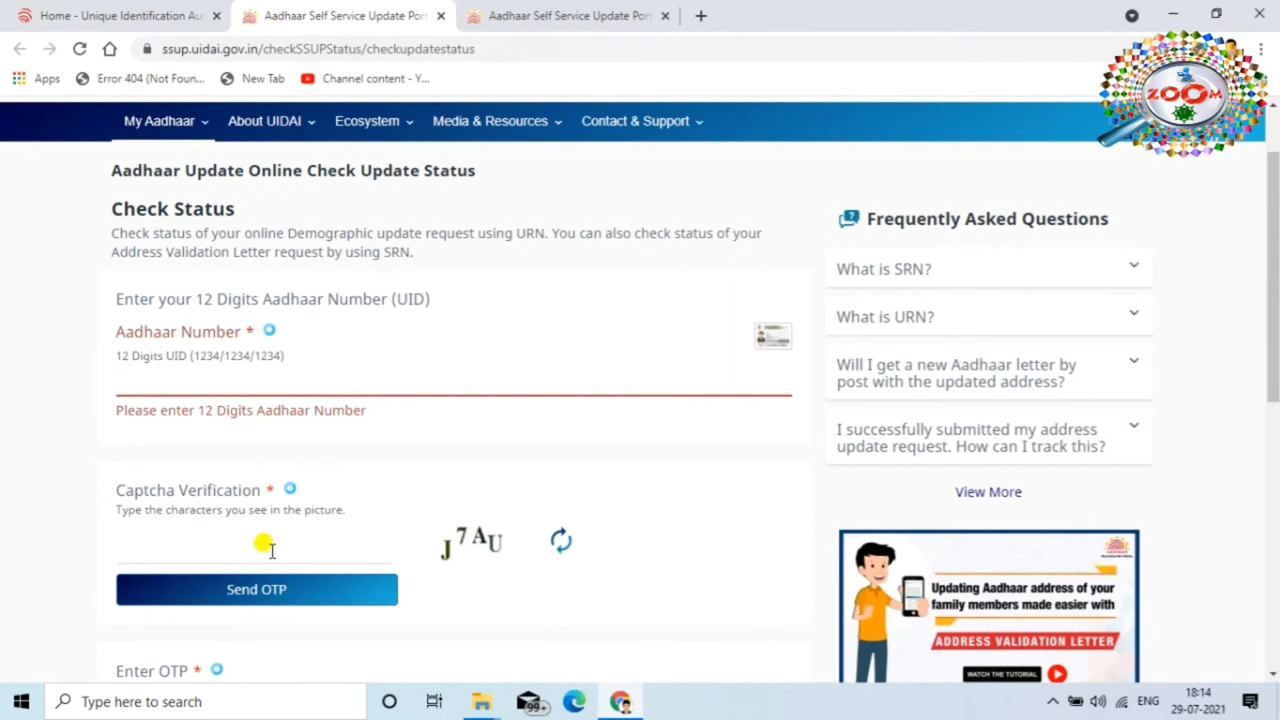 Home - Unique Identification Au
Aadhaar Self Service Update Port
Aadhaar Self Service Update Port
ssup.uidai.gov.in/checkSSUPStatus/checkupdatestatus
Apps
Error 404 (Not Foun...
New Tab
Channel content - Y...
ZOOM
My Aadhaar
About UIDAI
Ecosystem
Media & Resources
Contact & Support
Aadhaar Update Online Check Update Status
Check Status
Check status of your online Demographic update request using URN. You can also check status of your
Address Validation Letter request by using SRN.
Enter your 12 Digits Aadhaar Number (UID)
Aadhaar Number *
12 Digits UID (1234/1234/1234)
Please enter 12 Digits Aadhaar Number
Captcha Verification *
Type the characters you see in the picture.
J7AU
Send OTP
Enter OTP *
Frequently Asked Questions
What is SRN?
What is URN?
Will I get a new Aadhaar letter by
post with the updated address?
I successfully submitted my address
update request. How can I track this?
View More
Updating Aadhaar address of your
family members made easier with
ADDRESS VALIDATION LETTER
WATCH THE TUTORIAL
Type here to search
99+
ENG
18:14
29-07-2021